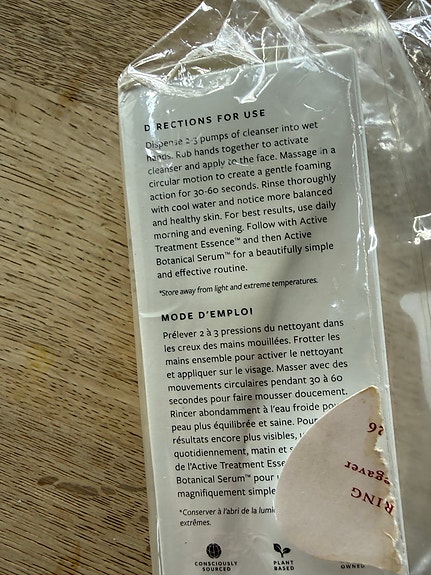 DIRECTIONS FOR USE
Dispense 2-3 pumps of cleanser into wet
hands. Rub hands together to activate
cleanser and apply to the face. Massage in a
circular motion to create a gentle foaming
action for 30-60 seconds. Rinse thoroughly
with cool water and notice more balanced
and healthy skin. For best results, use daily
morning and evening. Follow with Active
Treatment Essence™ and then Active
Botanical Serum™ for a beautifully simple
and effective routine.
*Store away from light and extreme temperatures.
MODE D'EMPLOI
Prélever 2 à 3 pressions du nettoyant dans
les creux des mains mouillées. Frotter les
mains ensemble pour activer le nettoyant
et appliquer sur le visage. Masser avec des
mouvements circulaires pendant 30 à 60
secondes pour faire mousser doucement.
Rincer abondamment à l'eau froide pou
peau plus équilibrée et saine. Pour
résultats encore plus visibles, u
quotidiennement, matin et s
de l'Active Treatment Esse
Botanical Serum™ pour u
magnifiquement simple
*Conserver à l'abri de la lumi
extrêmes.
26
egaver
RING
CONSCIOUSLY
SOURCED
PLANT
BASED
OWNED